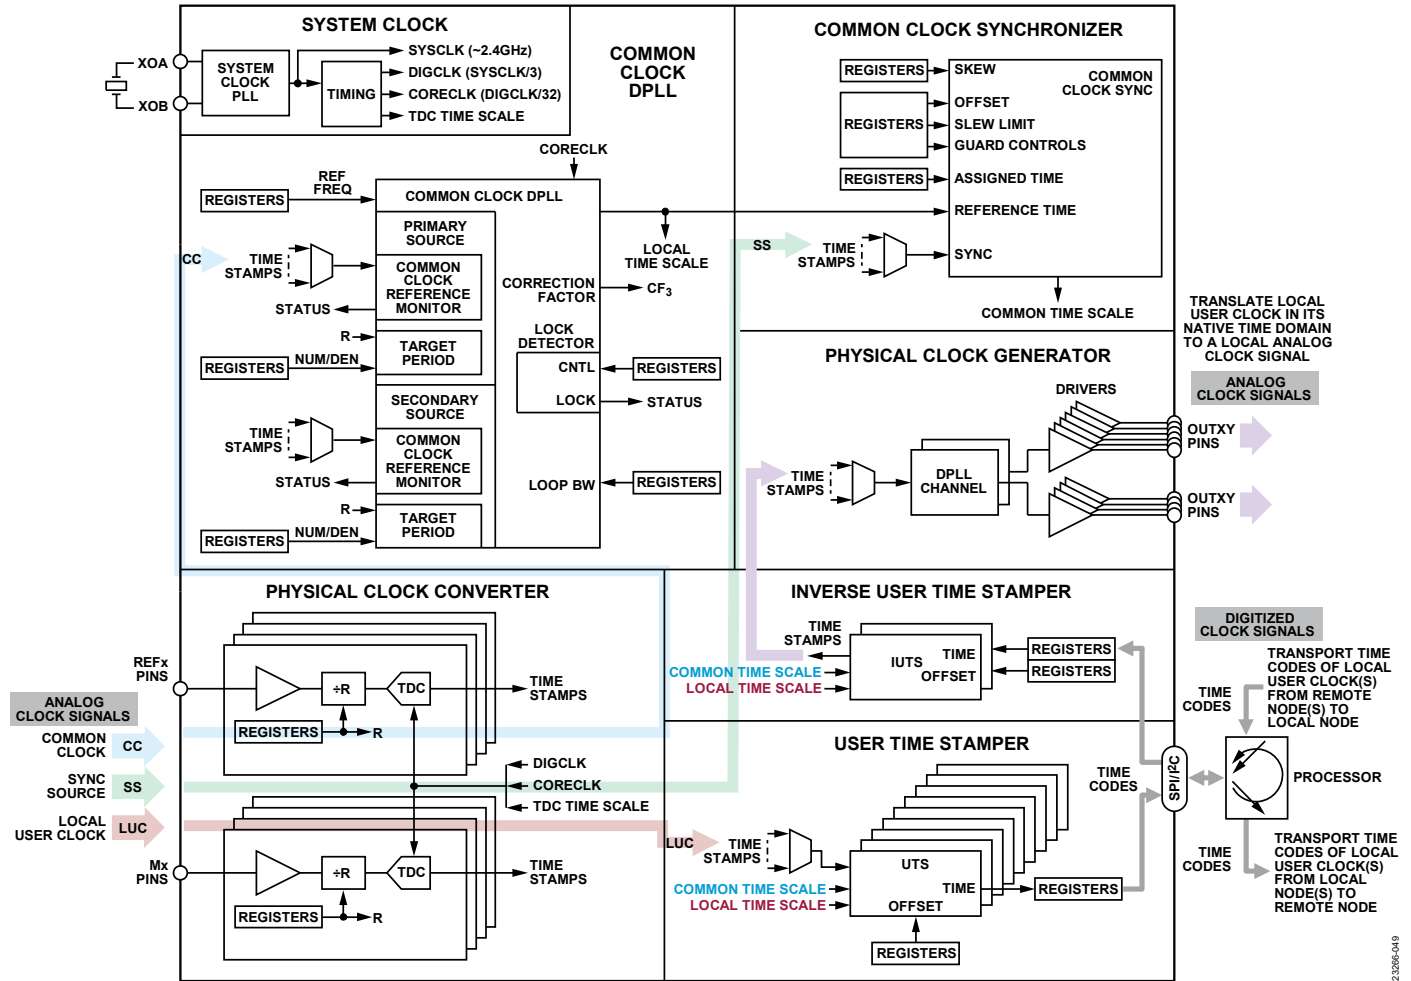 SYSTEM CLOCK
XOA
XOB
SYSTEM
CLOCK
PLL
TIMING
SYSCLK (~2.4GHz)
DIGCLK (SYSCLK/3)
CORECLK (DIGCLK/32)
TDC TIME SCALE
COMMON
CLOCK
DPLL
CORECLK
REF
FREQ
REGISTERS
COMMON CLOCK DPLL
PRIMARY
SOURCE
CC
TIME
STAMPS
COMMON
CLOCK
REFERENCE
MONITOR
STATUS
R
TARGET
PERIOD
REGISTERS
NUM/DEN
SECONDARY
SOURCE
TIME
STAMPS
COMMON
CLOCK
REFERENCE
MONITOR
STATUS
R
TARGET
PERIOD
REGISTERS
NUM/DEN
LOCAL
TIME SCALE
CORRECTION
FACTOR
CF3
LOCK
DETECTOR
CNTL
REGISTERS
LOCK
STATUS
LOOP BW
REGISTERS
COMMON CLOCK SYNCHRONIZER
REGISTERS
SKEW
COMMON
CLOCK SYNC
REGISTERS
OFFSET
SLEW LIMIT
GUARD CONTROLS
REGISTERS
ASSIGNED TIME
REFERENCE TIME
SS
TIME
STAMPS
SYNC
COMMON TIME SCALE
TRANSLATE LOCAL
USER CLOCK IN ITS
NATIVE TIME DOMAIN
TO A LOCAL ANALOG
CLOCK SIGNAL
PHYSICAL CLOCK GENERATOR
DRIVERS
ANALOG
CLOCK SIGNALS
OUTXY
PINS
TIME
STAMPS
DPLL
CHANNEL
OUTXY
PINS
PHYSICAL CLOCK CONVERTER
REFx
PINS
÷R
TDC
TIME
STAMPS
REGISTERS
R
ANALOG
CLOCK SIGNALS
COMMON
CLOCK
CC
SYNC
SOURCE
SS
LOCAL
USER CLOCK
LUC
DIGCLK
CORECLK
TDC TIME SCALE
Mx
PINS
÷R
TDC
TIME
STAMPS
REGISTERS
R
INVERSE USER TIME STAMPER
TIME
STAMPS
COMMON TIME SCALE
LOCAL TIME SCALE
IUTS
TIME
OFFSET
REGISTERS
REGISTERS
USER TIME STAMPER
LUC
TIME
STAMPS
COMMON TIME SCALE
LOCAL TIME SCALE
UTS
TIME
OFFSET
REGISTERS
REGISTERS
DIGITIZED
CLOCK SIGNALS
TRANSPORT TIME
CODES OF LOCAL
USER CLOCK(S)
FROM REMOTE
NODE(S) TO
LOCAL NODE
TIME
CODES
TIME
CODES
SPI/I2C
PROCESSOR
TIME
CODES
TRANSPORT TIME
CODES OF LOCAL
USER CLOCK(S)
FROM LOCAL
NODE(S) TO
REMOTE NODE
23266-049